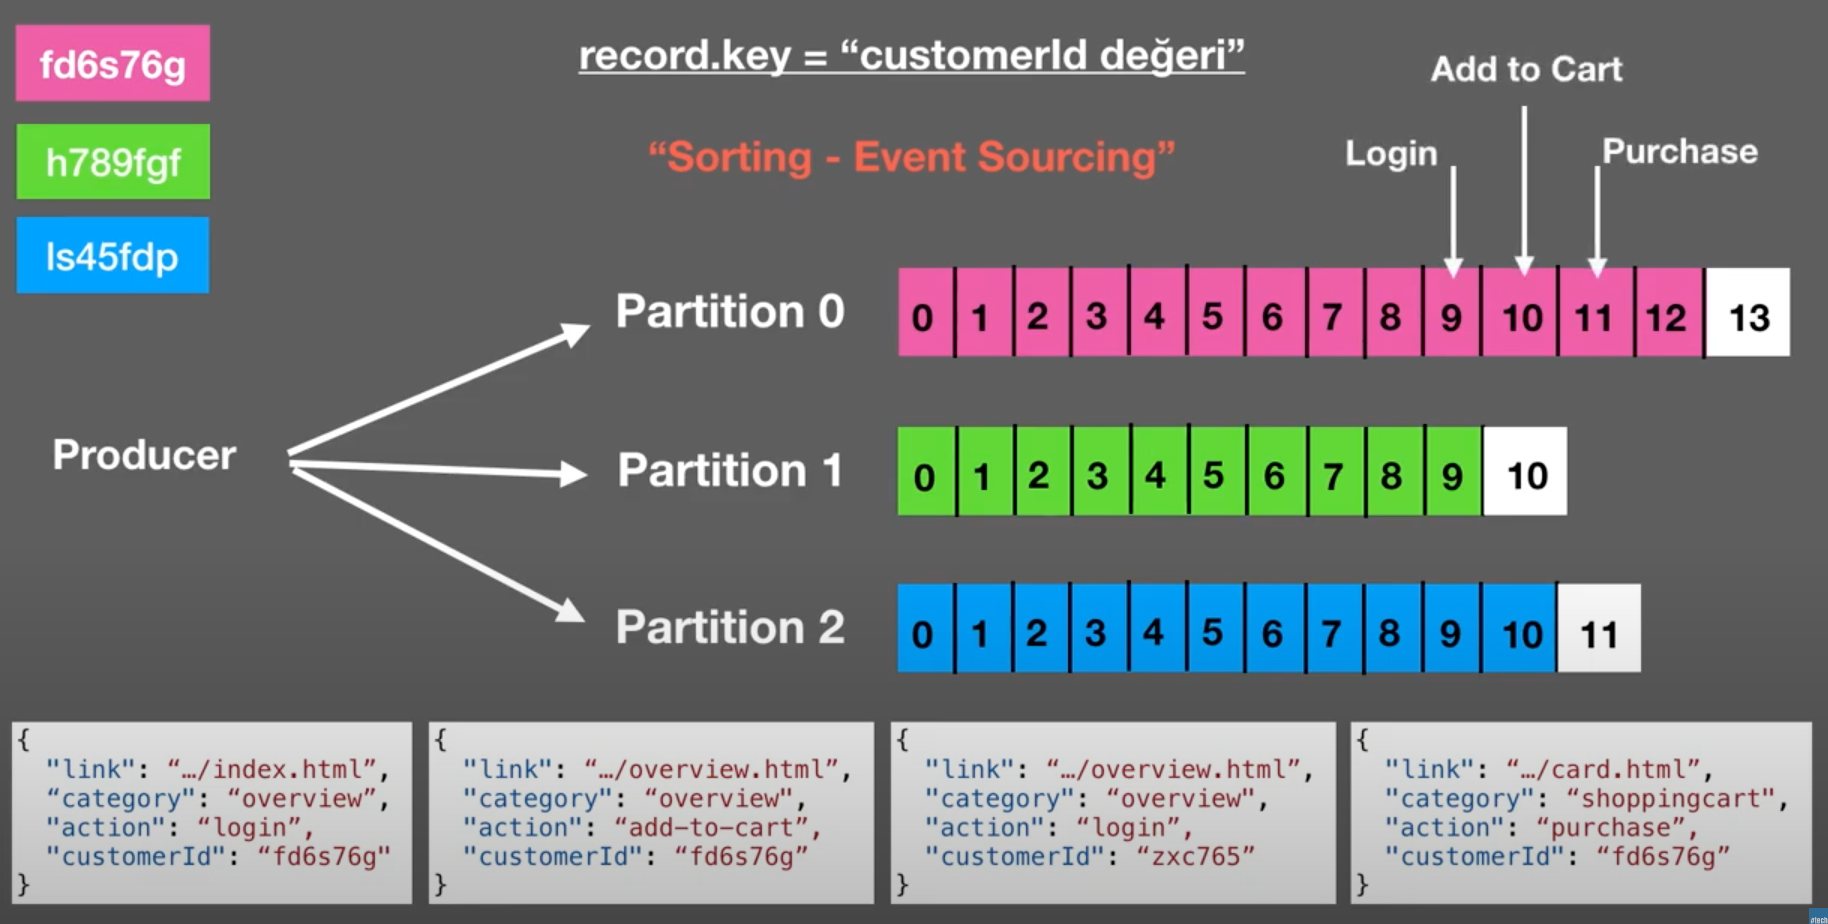 fd6s76g
h789fgf
ls45fdp
record.key = “customerId değeri”
“Sorting - Event Sourcing”
Add to Cart
Login
Purchase
Producer
Partition 0
0 1 2 3 4 5 6 7 8 9 10 11 12 13
Partition 1
0 1 2 3 4 5 6 7 8 9 10
Partition 2
0 1 2 3 4 5 6 7 8 9 10 11
{
"link": “…/index.html”,
“category": “overview”,
"action": “login”,
"customerId": “fd6s76g"
}
{
"link": “…/overview.html”,
"category": “overview",
"action": “add-to-cart”,
"customerId": “fd6s76g”
}
{
"link": “…/overview.html”,
"category": “overview",
"action": “login”,
"customerId": “zxc765”
}
{
"link": “…/card.html”,
"category": “shoppingcart",
"action": “purchase”,
"customerId": “fd6s76g”
}
#tech